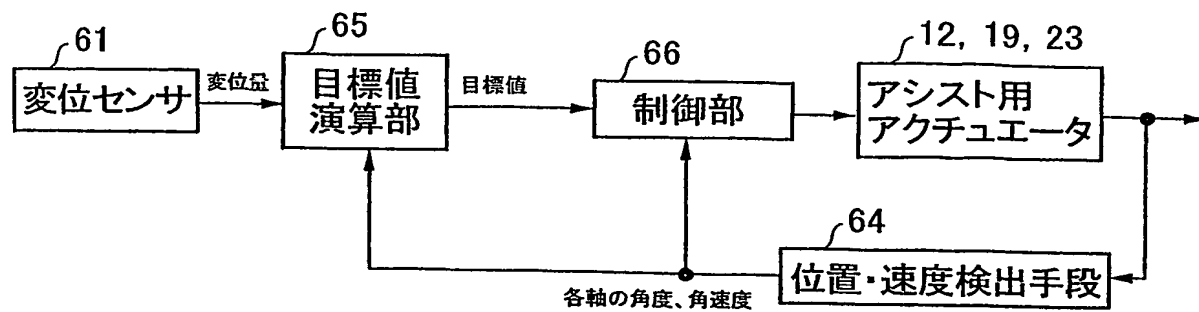 61
変位センサ
変位量
65
目標値
演算部
目標値
66
制御部
12, 19, 23
アシスト用
アクチュエータ
64
位置・速度検出手段
各軸の角度、角速度